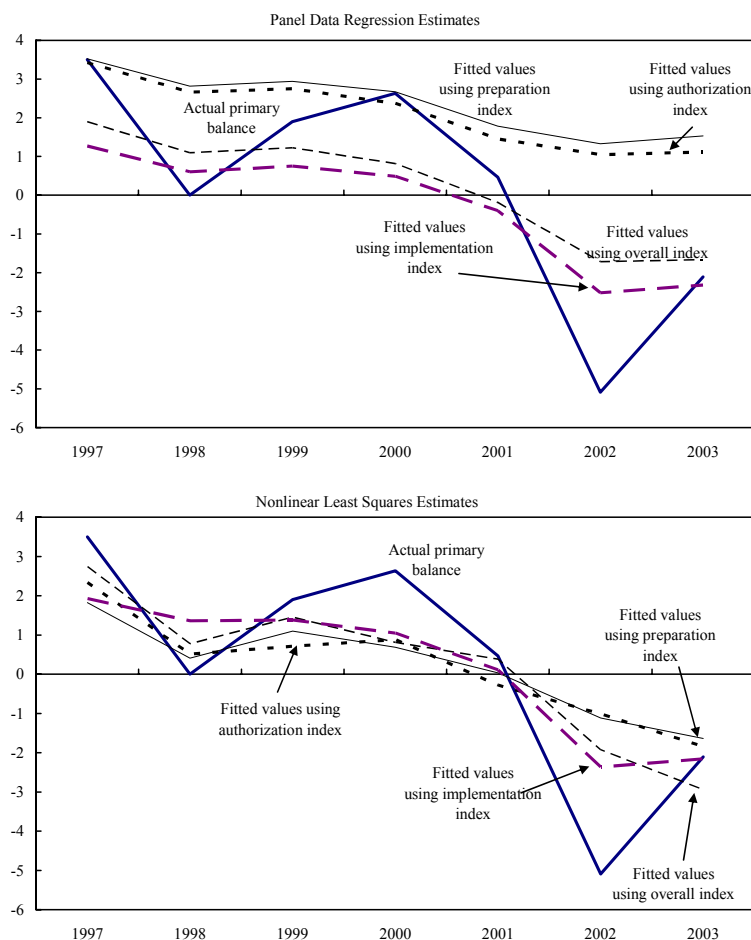 Panel Data Regression Estimates
4
3
2
1
0
-1
-2
-3
-4
-5
-6
Actual primary
balance
Fitted values
using preparation
index
Fitted values
using authorization
index
Fitted values
using implementation
index
Fitted values
using overall index
1997
1998
1999
2000
2001
2002
2003
Nonlinear Least Squares Estimates
4
3
2
1
0
-1
-2
-3
-4
-5
-6
Actual primary
balance
Fitted values
using preparation
index
Fitted values using
authorization index
Fitted values
using implementation
index
Fitted values
using overall index
1997
1998
1999
2000
2001
2002
2003